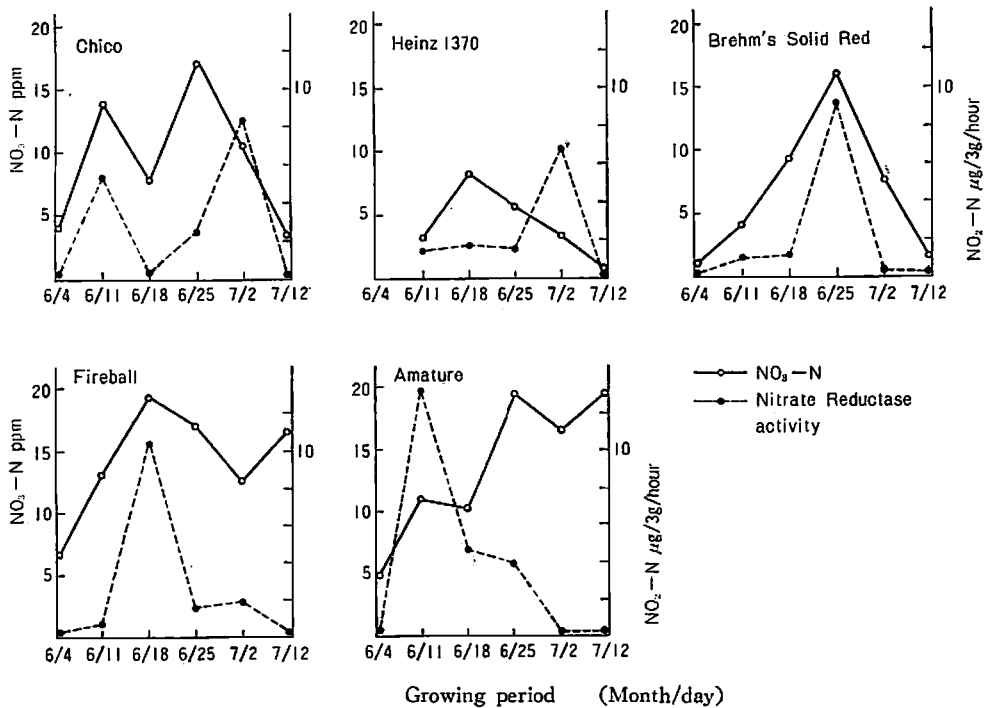 Chico
20
15
10
5
10
NO₃−N ppm
6/4 6/11 6/18 6/25 7/2 7/12
Heinz 1370
20
15
10
5
10
6/4 6/11 6/18 6/25 7/2 7/12
Brehm's Solid Red
20
15
10
5
10
NO₂−N μg/3g/hour
6/4 6/11 6/18 6/25 7/2 7/12
Fireball
20
15
10
5
10
NO₃−N ppm
6/4 6/11 6/18 6/25 7/2 7/12
Amature
20
15
10
5
10
NO₂−N μg/3g/hour
6/4 6/11 6/18 6/25 7/2 7/12
NO₃−N
Nitrate Reductase
activity
Growing period (Month/day)